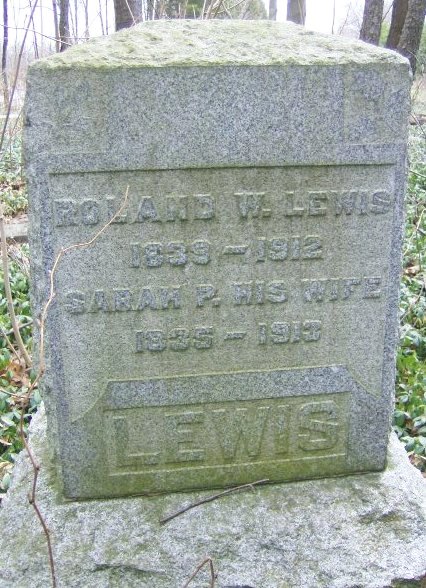 ROLAND W. LEWIS
1839 - 1912
SARAH P. HIS WIFE
1835 - 1913
LEWIS